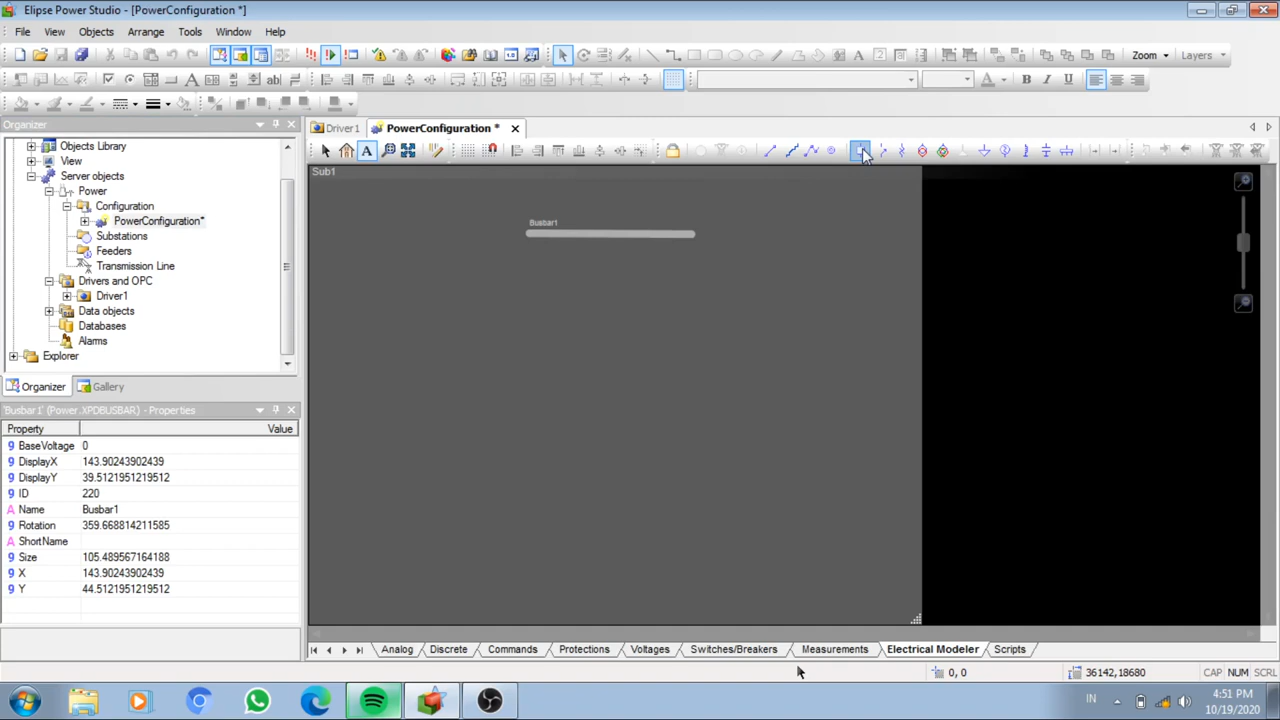 Elipse Power Studio - [PowerConfiguration *]
File View Objects Arrange Tools Window Help
Zoom Layers
A B I U
Organizer
Driver1 PowerConfiguration *
Objects Library
View
Server objects
Power
Configuration
PowerConfiguration*
Substations
Feeders
Transmission Line
Drivers and OPC
Driver1
Data objects
Databases
Alarms
Explorer
Organizer Gallery
Sub1
Busbar1
'Busbar1' (Power.XPDBUSBAR) - Properties
Property Value
BaseVoltage 0
DisplayX 143.90243902439
DisplayY 39.5121951219512
ID 220
Name Busbar1
Rotation 359.668814211585
ShortName
Size 105.489567164188
X 143.90243902439
Y 44.5121951219512
Analog Discrete Commands Protections Voltages Switches/Breakers Measurements Electrical Modeler Scripts
0, 0 36142,18680 CAP NUM SCRL
IN 4:51 PM
10/19/2020